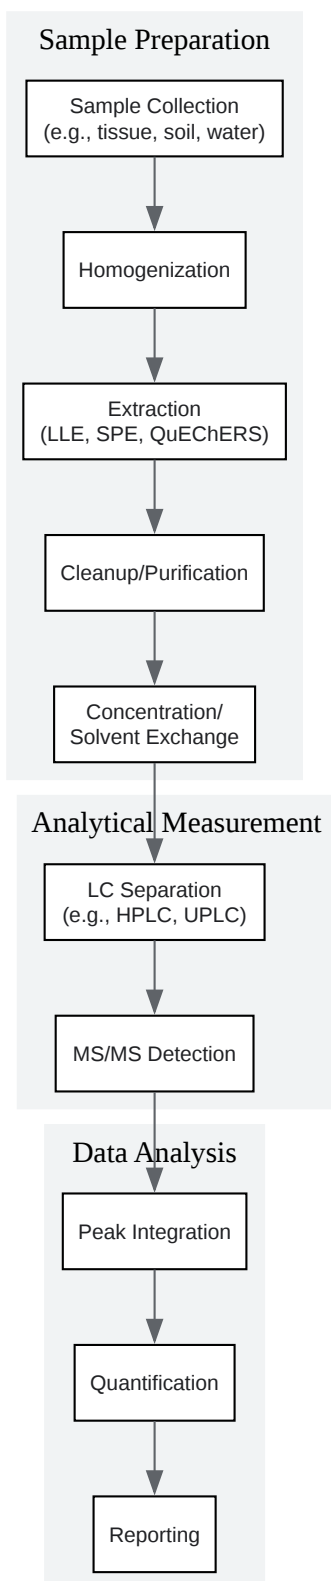 Sample Preparation
Sample Collection
(e.g., tissue, soil, water)
Homogenization
Extraction
(LLE, SPE, QuEChERS)
Cleanup/Purification
Concentration/
Solvent Exchange
Analytical Measurement
LC Separation
(e.g., HPLC, UPLC)
MS/MS Detection
Data Analysis
Peak Integration
Quantification
Reporting